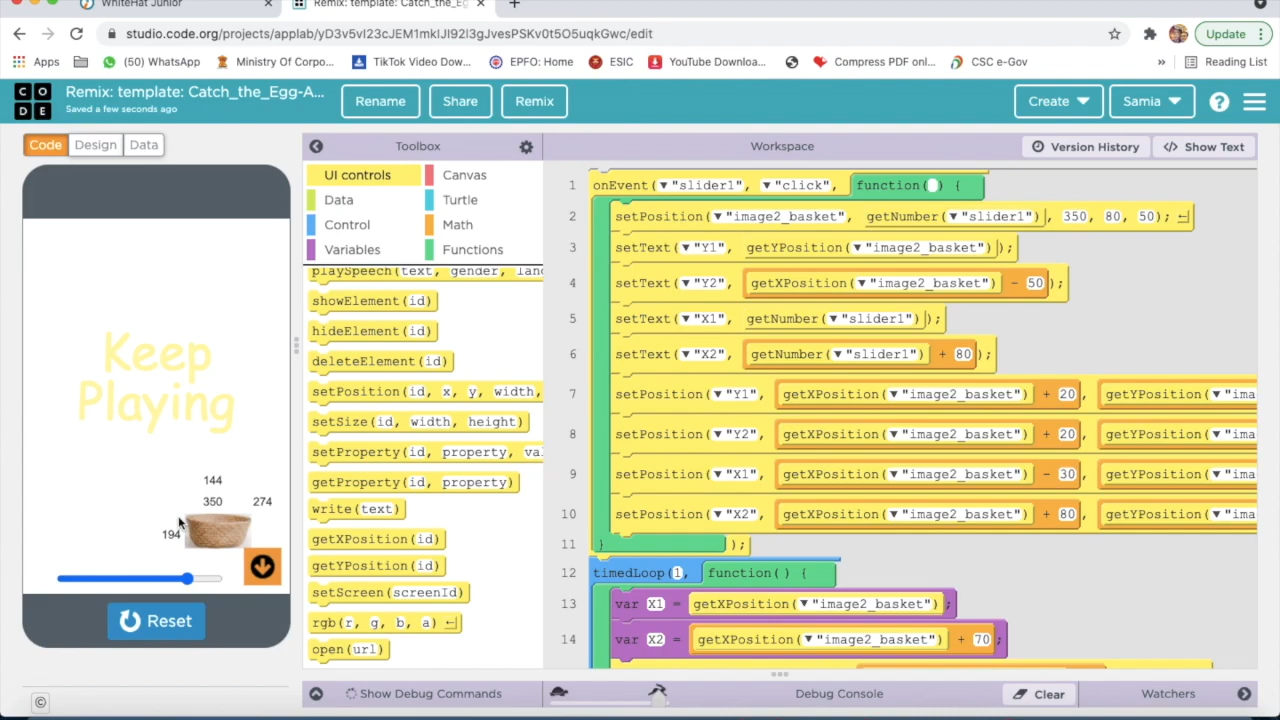 WhiteHat Junior
Remix: template: Catch_the_Eg
studio.code.org/projects/applab/yD3v5vI23cJEM1mkIJI92I3gJvesPSKv0t5O5uqkGwc/edit
Update
Apps
(50) WhatsApp
Ministry Of Corpo...
TikTok Video Dow...
EPFO: Home
ESIC
YouTube Downloa...
Compress PDF onl...
CSC e-Gov
»
Reading List
C O
D E
Remix: template: Catch_the_Egg-A...
Saved a few seconds ago
Rename
Share
Remix
Create
Samia
?
Code
Design
Data
Toolbox
Workspace
Version History
</> Show Text
Keep
Playing
144
350
274
194
Reset
UI controls
Canvas
Data
Turtle
Control
Math
Variables
Functions
playSpeech(text, gender, lang
showElement(id)
hideElement(id)
deleteElement(id)
setPosition(id, x, y, width,
setSize(id, width, height)
setProperty(id, property, val
getProperty(id, property)
write(text)
getXPosition(id)
getYPosition(id)
setScreen(screenId)
rgb(r, g, b, a)
open(url)
1 onEvent(▼"slider1", ▼"click", function( ) {
2 setPosition(▼"image2_basket", getNumber(▼"slider1"), 350, 80, 50);
3 setText(▼"Y1", getYPosition(▼"image2_basket"));
4 setText(▼"Y2", getXPosition(▼"image2_basket") - 50);
5 setText(▼"X1", getNumber(▼"slider1"));
6 setText(▼"X2", getNumber(▼"slider1") + 80);
7 setPosition(▼"Y1", getXPosition(▼"image2_basket") + 20, getYPosition(▼"ima
8 setPosition(▼"Y2", getXPosition(▼"image2_basket") + 20, getYPosition(▼"ima
9 setPosition(▼"X1", getXPosition(▼"image2_basket") - 30, getYPosition(▼"ima
10 setPosition(▼"X2", getXPosition(▼"image2_basket") + 80, getYPosition(▼"ima
11 } );
12 timedLoop(1, function() {
13 var X1 = getXPosition(▼"image2_basket");
14 var X2 = getXPosition(▼"image2_basket") + 70;
©
Show Debug Commands
Debug Console
Clear
Watchers